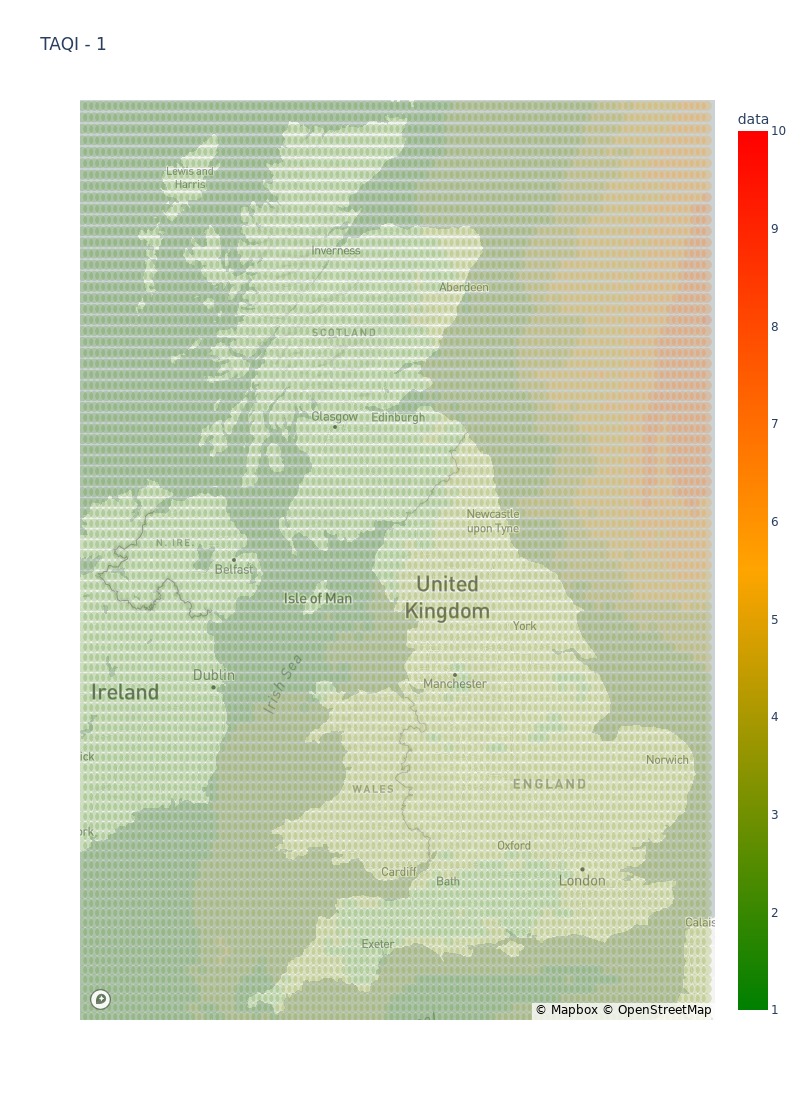 TAQI - 1
data
10
9
8
7
6
5
4
3
2
1
Lewis and
Harris
Inverness
Aberdeen
SCOTLAND
Glasgow
Edinburgh
Newcastle
upon Tyne
N. IRE.
Belfast
Isle of Man
United
Kingdom
York
Irish Sea
Dublin
Manchester
Ireland
ick
Norwich
WALES
ENGLAND
ork
Oxford
Cardiff
Bath
London
Calais
Exeter
© Mapbox © OpenStreetMap